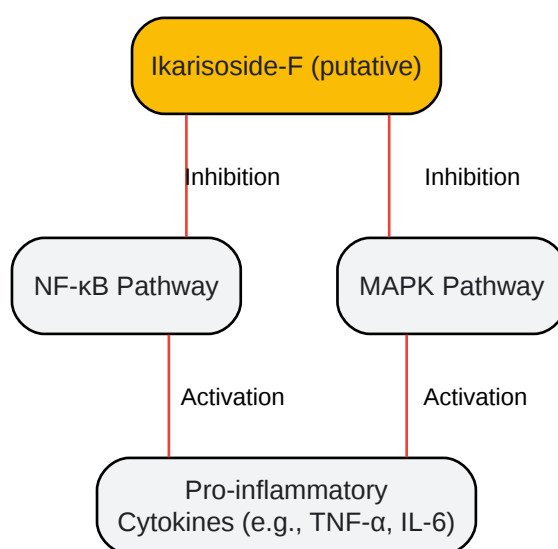 Ikarisoside-F (putative)
Inhibition
Inhibition
NF-κB Pathway
MAPK Pathway
Activation
Activation
Pro-inflammatory
Cytokines (e.g., TNF-α, IL-6)